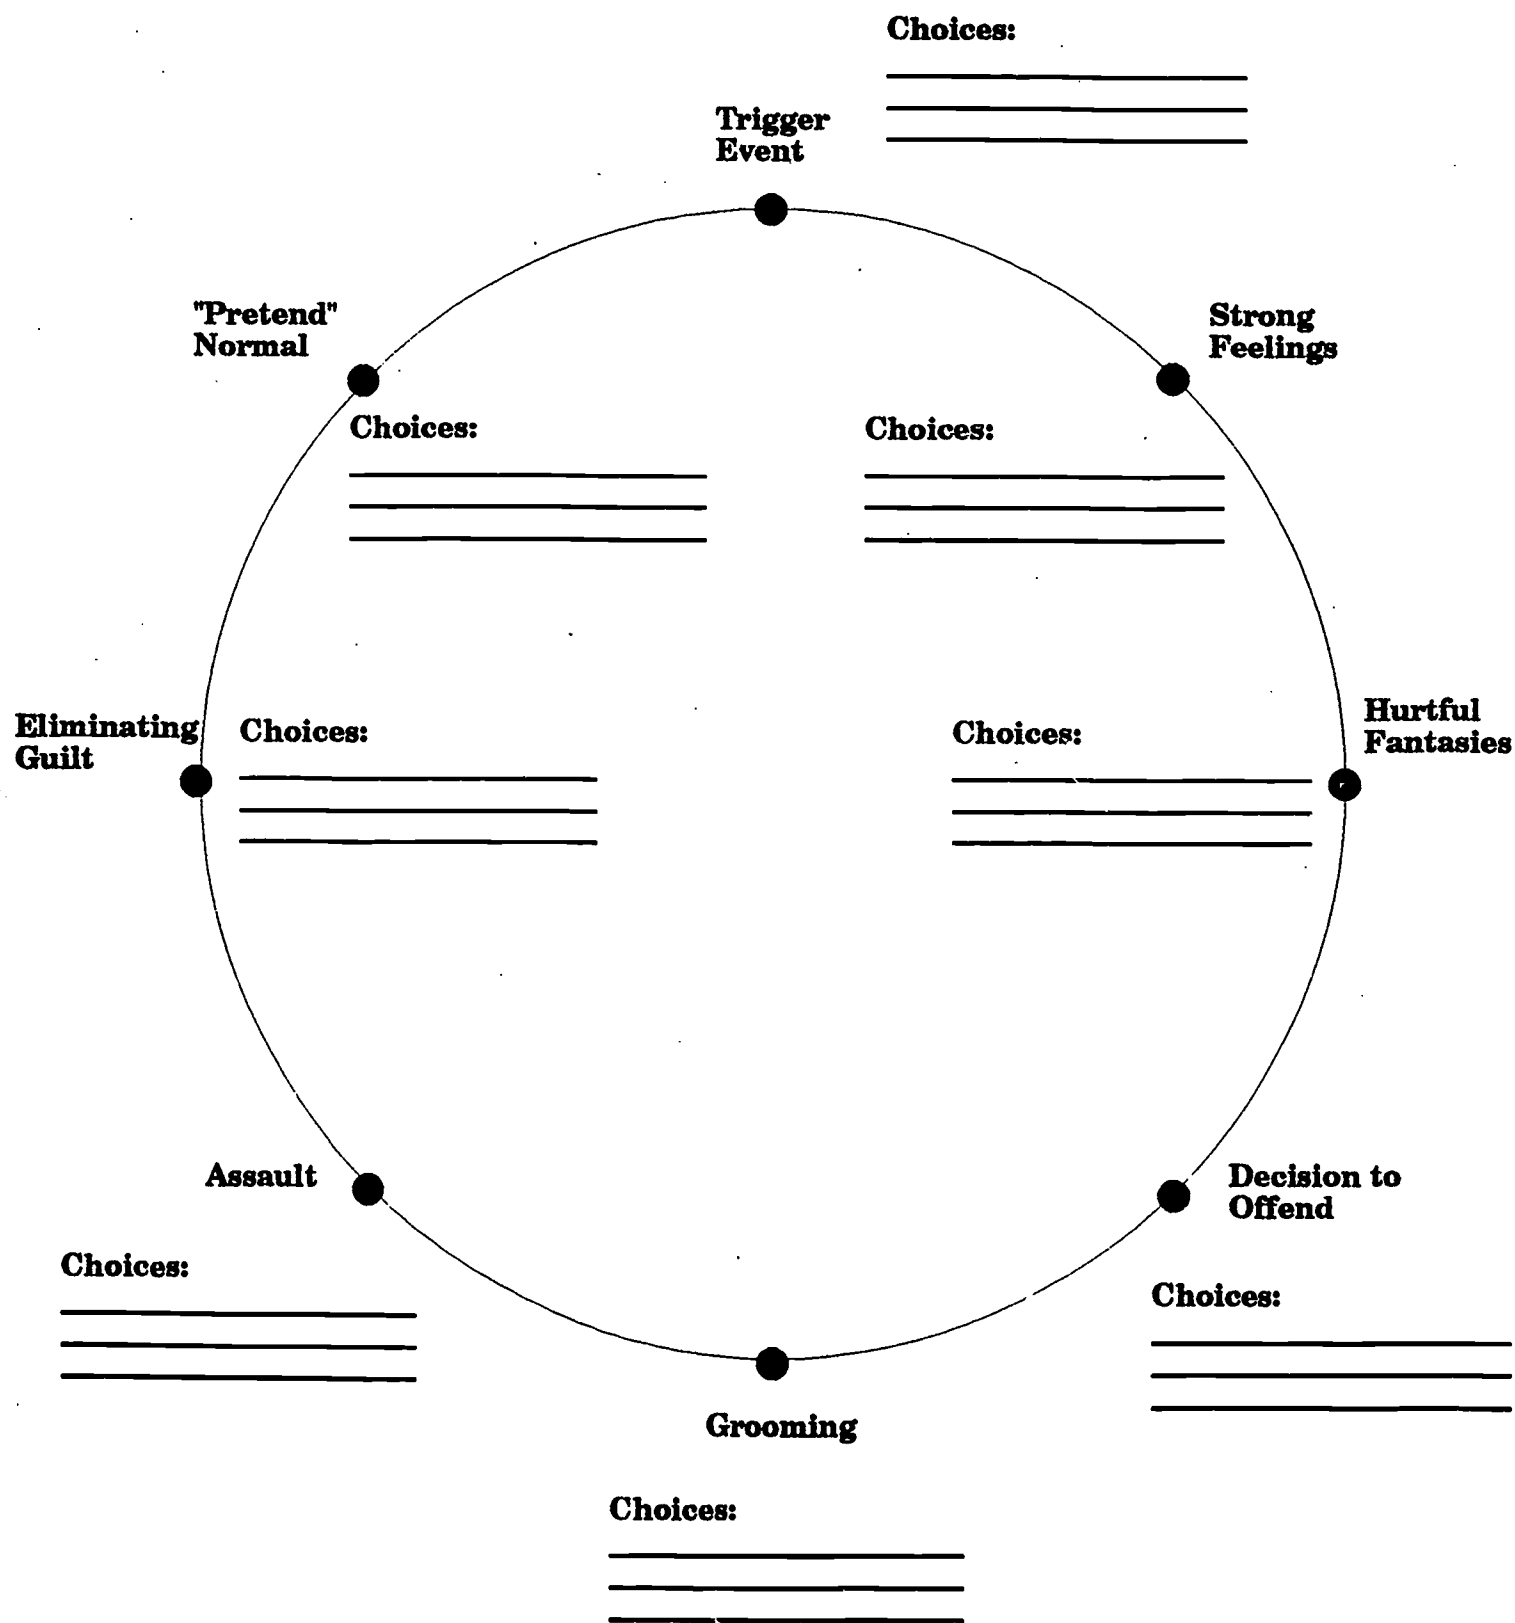 Choices:
Trigger
Event
"Pretend"
Normal
Strong
Feelings
Choices:
Choices:
Eliminating
Guilt
Choices:
Choices:
Hurtful
Fantasies
Assault
Decision to
Offend
Choices:
Choices:
Grooming
Choices: